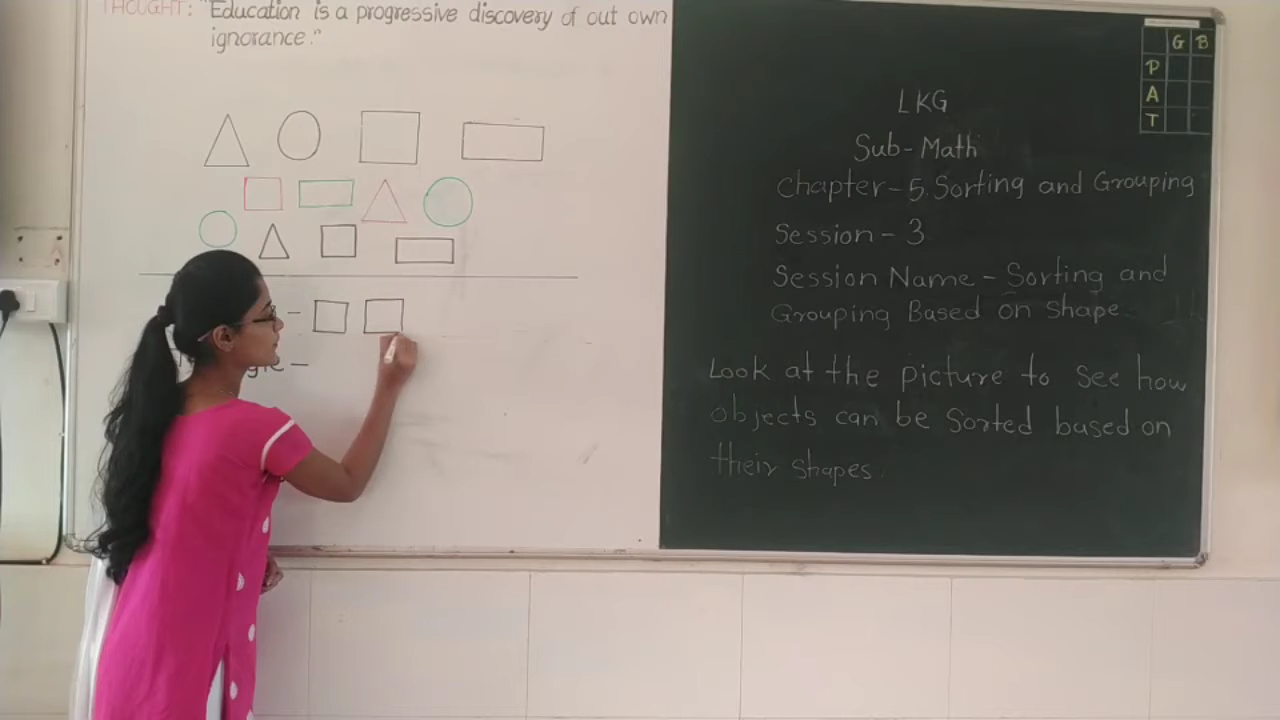 THOUGHT: "Education is a progressive discovery of out own
ignorance."
G B
P
A
T
LKG
Sub-Math
Chapter-5. Sorting and Grouping
Session-3
Session Name-Sorting and
Grouping Based on shape.
Look at the picture to see how
objects can be sorted based on
their shapes.